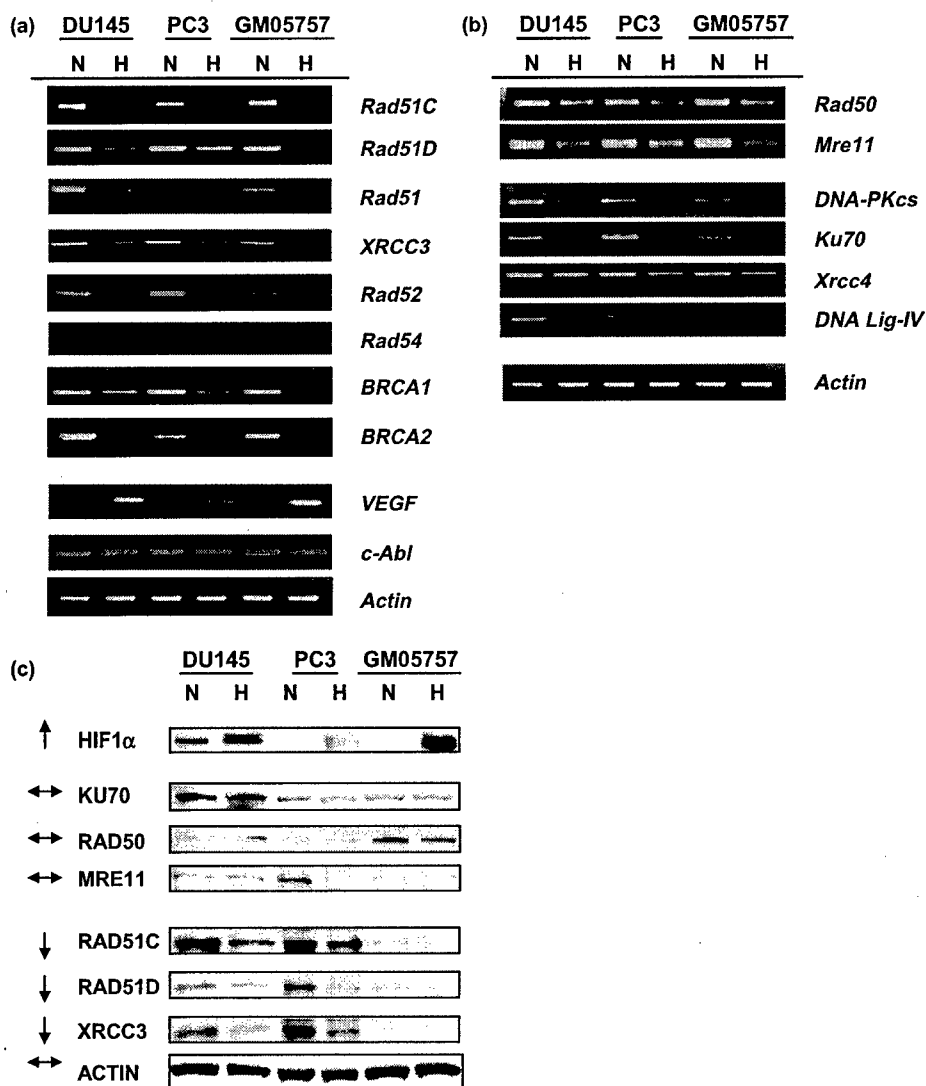 (a) DU145 PC3 GM05757
N H N H N H
Rad51C
Rad51D
Rad51
XRCC3
Rad52
Rad54
BRCA1
BRCA2
VEGF
c-Abl
Actin
(b) DU145 PC3 GM05757
N H N H N H
Rad50
Mre11
DNA-PKcs
Ku70
Xrcc4
DNA Lig-IV
Actin
(c) DU145 PC3 GM05757
N H N H N H
↑ HIF1α
↔ KU70
↔ RAD50
↔ MRE11
↓ RAD51C
↓ RAD51D
↓ XRCC3
↔ ACTIN